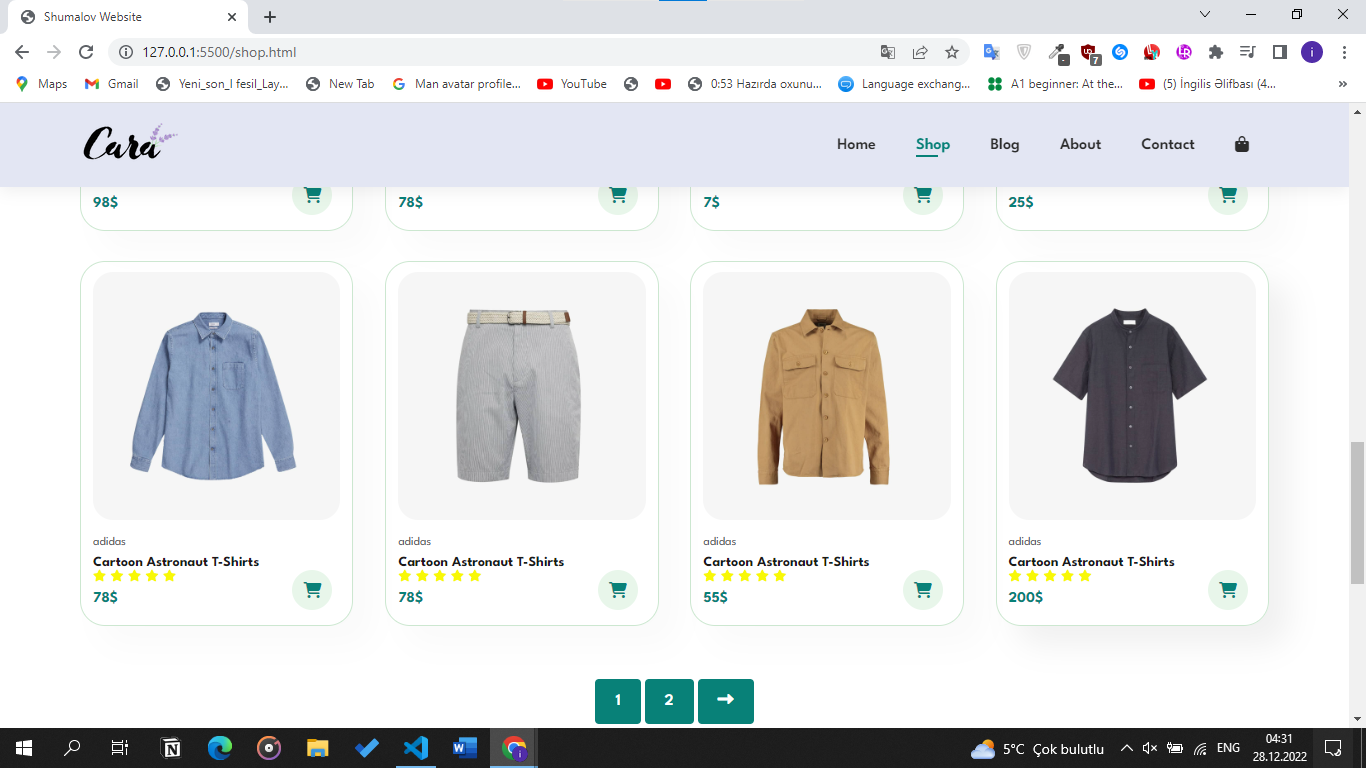 Shumalov Website
127.0.0.1:5500/shop.html
7
Maps
Gmail
Yeni_son_I fesil_Lay...
New Tab
Man avatar profile...
YouTube
0:53 Hazırda oxunu...
Language exchang...
A1 beginner: At the...
(5) İngilis Əlifbası (4...
»
Cara
Home
Shop
Blog
About
Contact
98$
78$
7$
25$
adidas
Cartoon Astronaut T-Shirts
78$
adidas
Cartoon Astronaut T-Shirts
78$
adidas
Cartoon Astronaut T-Shirts
55$
adidas
Cartoon Astronaut T-Shirts
200$
1
2
5°C Çok bulutlu
ENG
04:31
28.12.2022